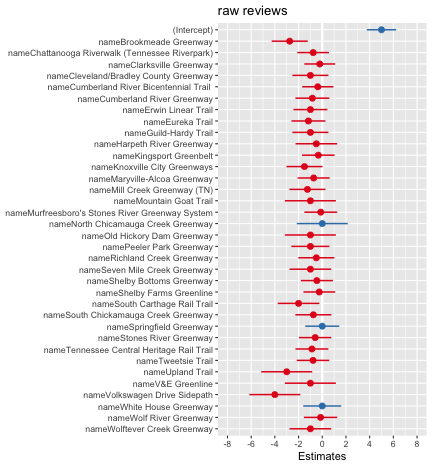 raw reviews
(Intercept)
nameBrookmeade Greenway
nameChattanooga Riverwalk (Tennessee Riverpark)
nameClarksville Greenway
nameCleveland/Bradley County Greenway
nameCumberland River Bicentennial Trail
nameCumberland River Greenway
nameErwin Linear Trail
nameEureka Trail
nameGuild-Hardy Trail
nameHarpeth River Greenway
nameKingsport Greenbelt
nameKnoxville City Greenways
nameMaryville-Alcoa Greenway
nameMill Creek Greenway (TN)
nameMountain Goat Trail
nameMurfreesboro's Stones River Greenway System
nameNorth Chicamauga Creek Greenway
nameOld Hickory Dam Greenway
namePeeler Park Greenway
nameRichland Creek Greenway
nameSeven Mile Creek Greenway
nameShelby Bottoms Greenway
nameShelby Farms Greenline
nameSouth Carthage Rail Trail
nameSouth Chickamauga Creek Greenway
nameSpringfield Greenway
nameStones River Greenway
nameTennessee Central Heritage Rail Trail
nameTweetsie Trail
nameUpland Trail
nameV&E Greenline
nameVolkswagen Drive Sidepath
nameWhite House Greenway
nameWolf River Greenway
nameWolftever Creek Greenway
-8 -6 -4 -2 0 2 4 6 8
Estimates